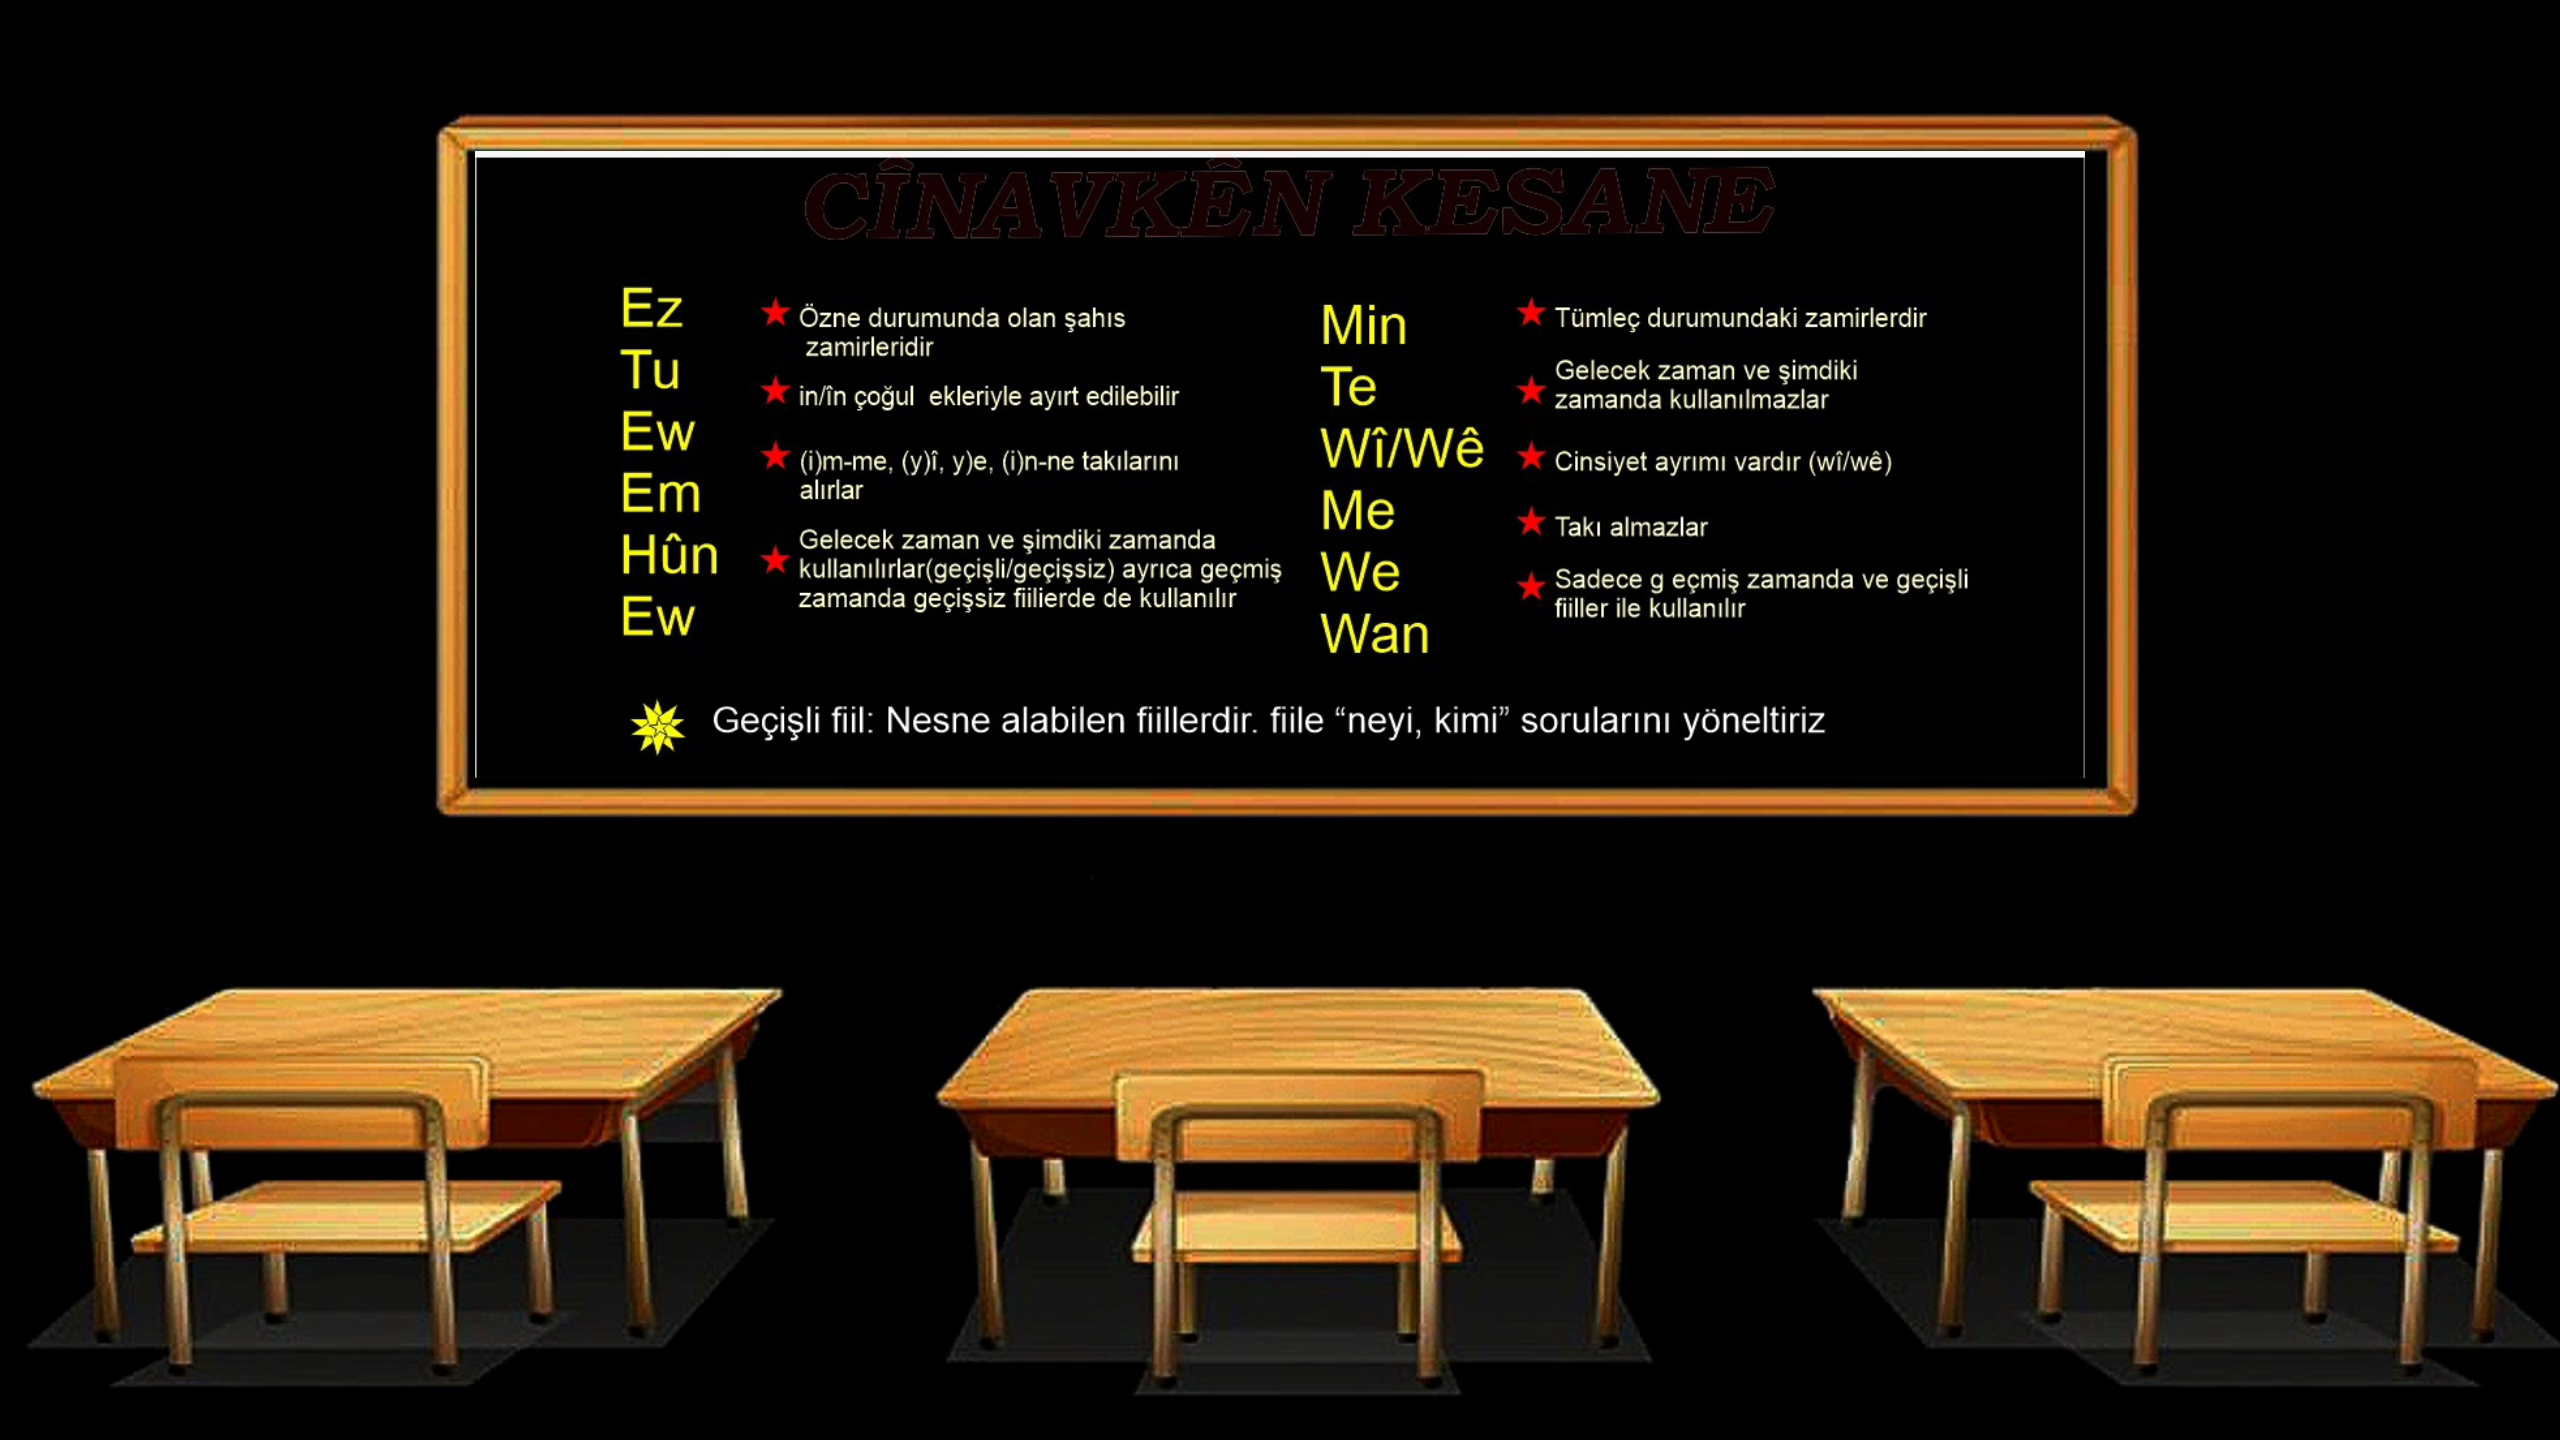 CÎNAVKÊN KESANE
Ez
Tu
Ew
Em
Hûn
Ew
Özne durumunda olan şahıs
zamirleridir
in/în çoğul ekleriyle ayırt edilebilir
(i)m-me, (y)î, y)e, (i)n-ne takılarını
alırlar
Gelecek zaman ve şimdiki zamanda
kullanılırlar(geçişli/geçişsiz) ayrıca geçmiş
zamanda geçişsiz fiilierde de kullanılır
Min
Te
Wî/Wê
Me
We
Wan
Tümleç durumundaki zamirlerdir
Gelecek zaman ve şimdiki
zamanda kullanılmazlar
Cinsiyet ayrımı vardır (wî/wê)
Takı almazlar
Sadece g eçmiş zamanda ve geçişli
fiiller ile kullanılır
Geçişli fiil: Nesne alabilen fiillerdir. fiile “neyi, kimi” sorularını yöneltiriz